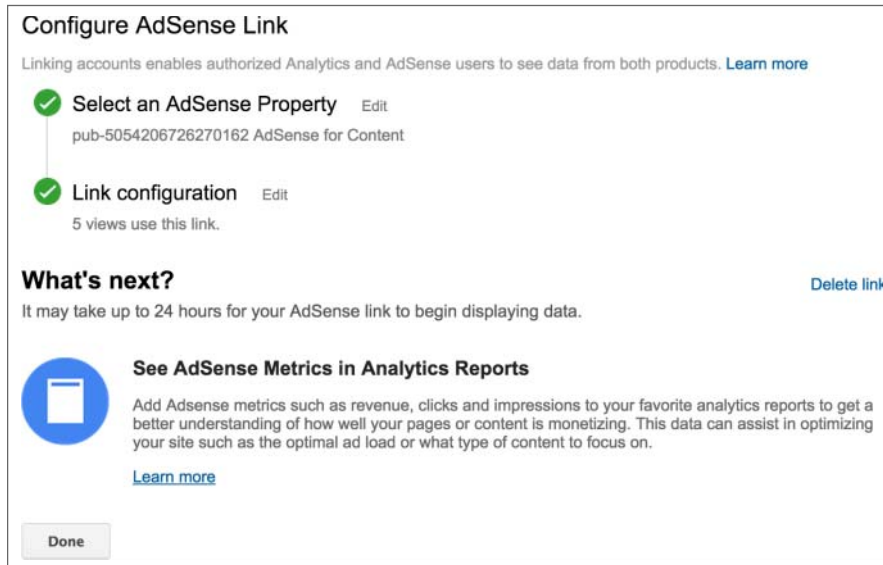 Configure AdSense Link
Linking accounts enables authorized Analytics and AdSense users to see data from both products. Learn more
Select an AdSense Property Edit
pub-5054206726270162 AdSense for Content
Link configuration Edit
5 views use this link.
What's next? Delete link
It may take up to 24 hours for your AdSense link to begin displaying data.
See AdSense Metrics in Analytics Reports
Add Adsense metrics such as revenue, clicks and impressions to your favorite analytics reports to get a
better understanding of how well your pages or content is monetizing. This data can assist in optimizing
your site such as the optimal ad load or what type of content to focus on.
Learn more
Done